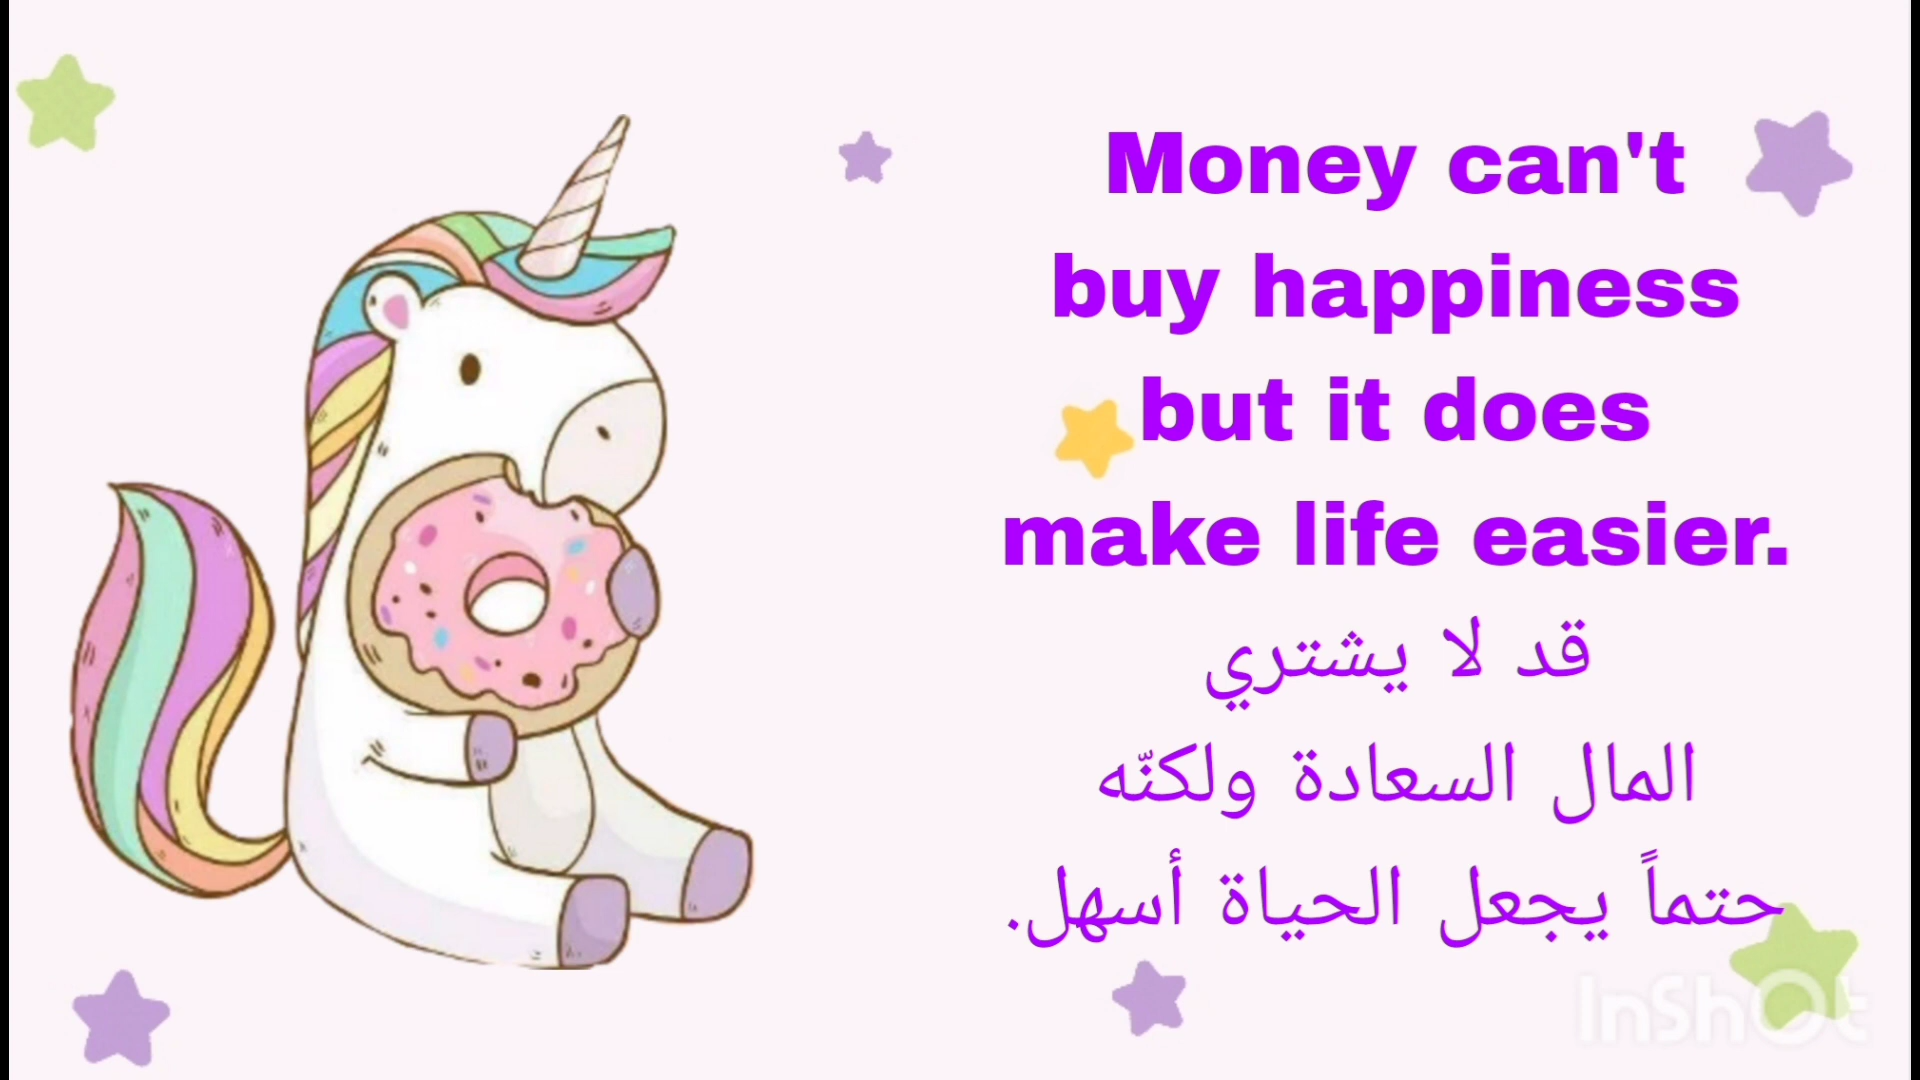 Money can't
buy happiness
but it does
make life easier.
قد لا يشتري
المال السعادة ولكنّه
حتماً يجعل الحياة أسهل.
InShOt